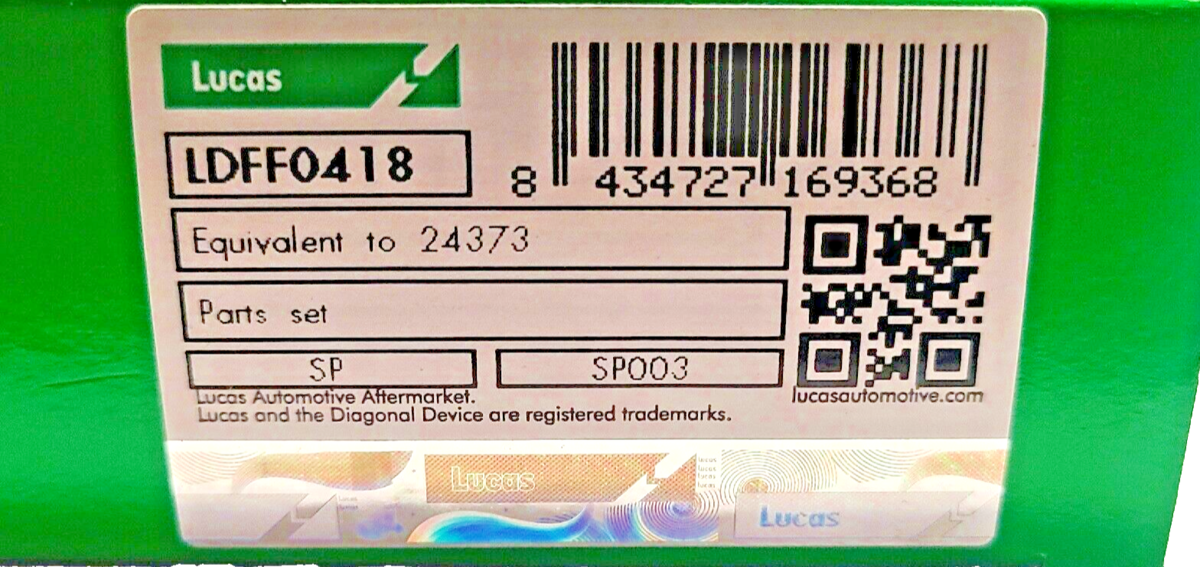 Lucas
LDFF0418
8 434727 169368
Equivalent to 24373
Parts set
SP
SP003
Lucas Automotive Aftermarket.
Lucas and the Diagonal Device are registered trademarks.
lucasautomotive.com
Lucas
Lucas